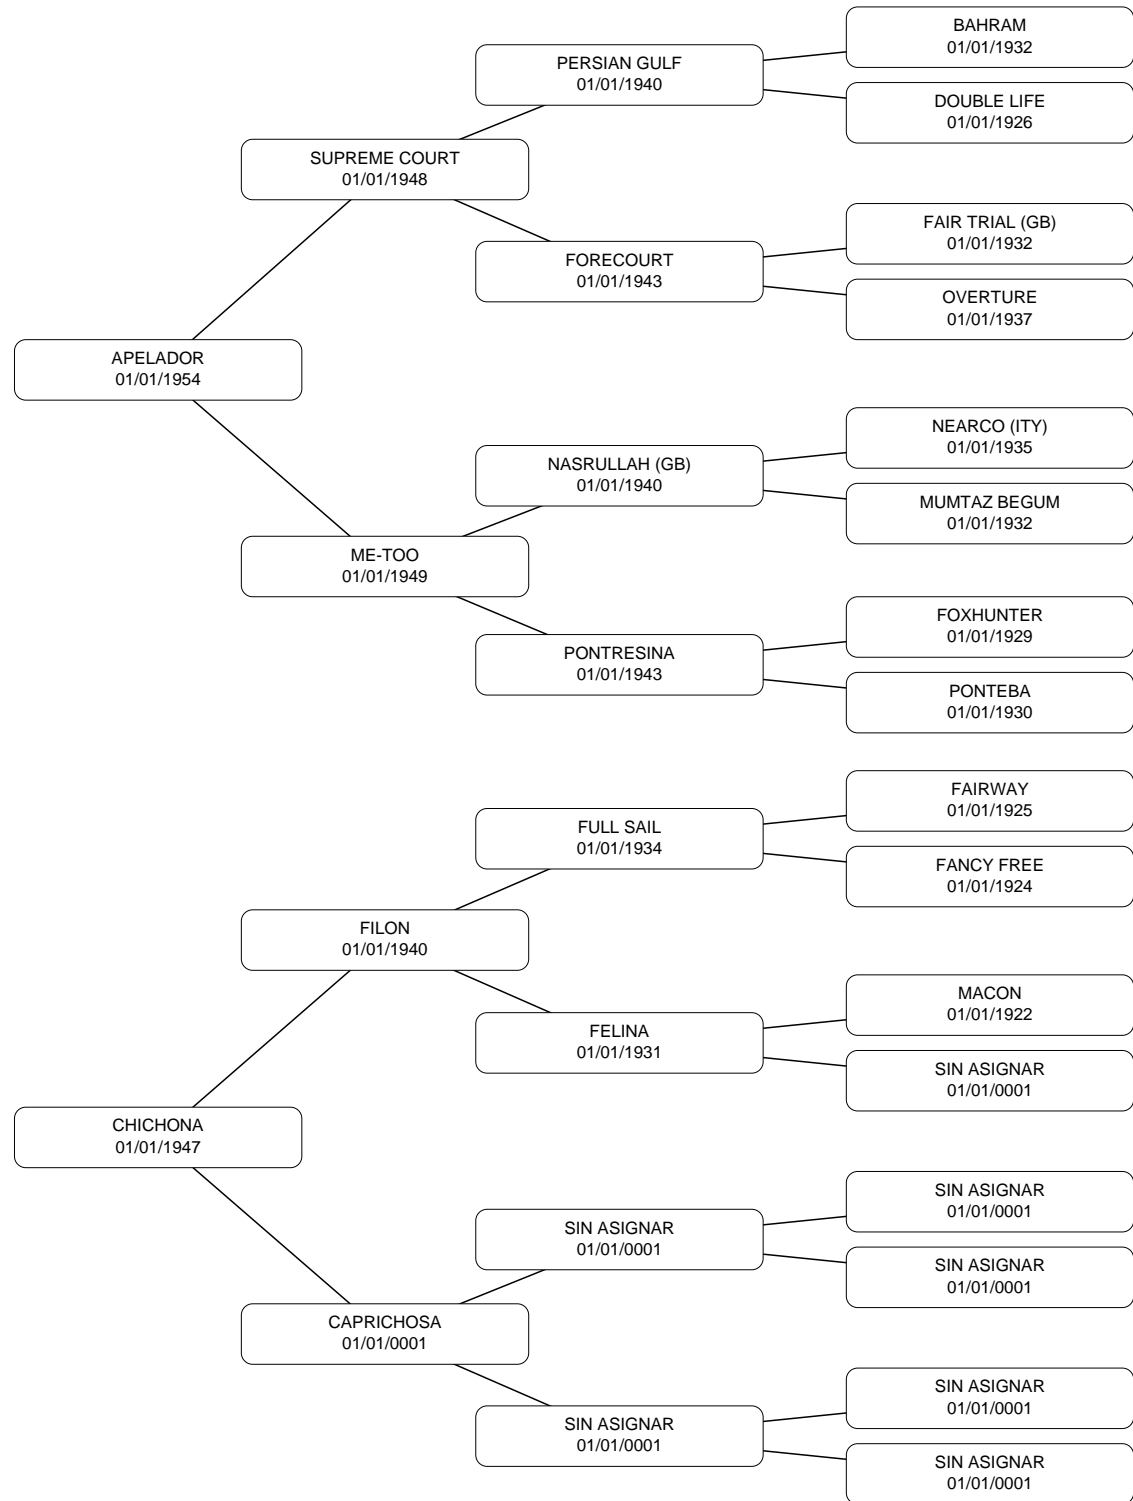 BAHRAM
01/01/1932
PERSIAN GULF
01/01/1940
DOUBLE LIFE
01/01/1926
SUPREME COURT
01/01/1948
FAIR TRIAL (GB)
01/01/1932
FORECOURT
01/01/1943
OVERTURE
01/01/1937
APELADOR
01/01/1954
NEARCO (ITY)
01/01/1935
NASRULLAH (GB)
01/01/1940
MUMTAZ BEGUM
01/01/1932
ME-TOO
01/01/1949
FOXHUNTER
01/01/1929
PONTRESINA
01/01/1943
PONTEBA
01/01/1930
FAIRWAY
01/01/1925
FULL SAIL
01/01/1934
FANCY FREE
01/01/1924
FILON
01/01/1940
MACON
01/01/1922
FELINA
01/01/1931
SIN ASIGNAR
01/01/0001
CHICHONA
01/01/1947
SIN ASIGNAR
01/01/0001
SIN ASIGNAR
01/01/0001
SIN ASIGNAR
01/01/0001
CAPRICHOSA
01/01/0001
SIN ASIGNAR
01/01/0001
SIN ASIGNAR
01/01/0001
SIN ASIGNAR
01/01/0001